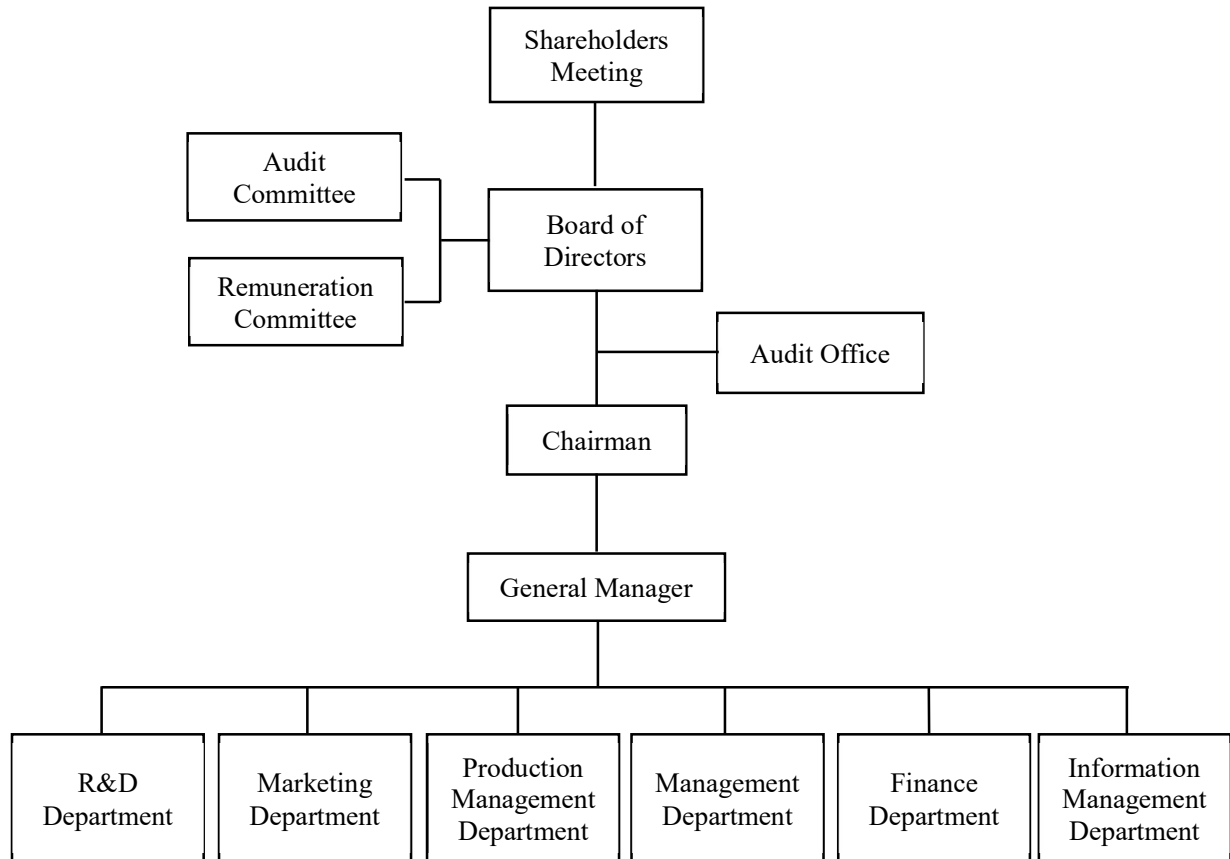 Shareholders
Meeting
Audit
Committee
Board of
Directors
Remuneration
Committee
Audit Office
Chairman
General Manager
R&D
Department
Marketing
Department
Production
Management
Department
Management
Department
Finance
Department
Information
Management
Department